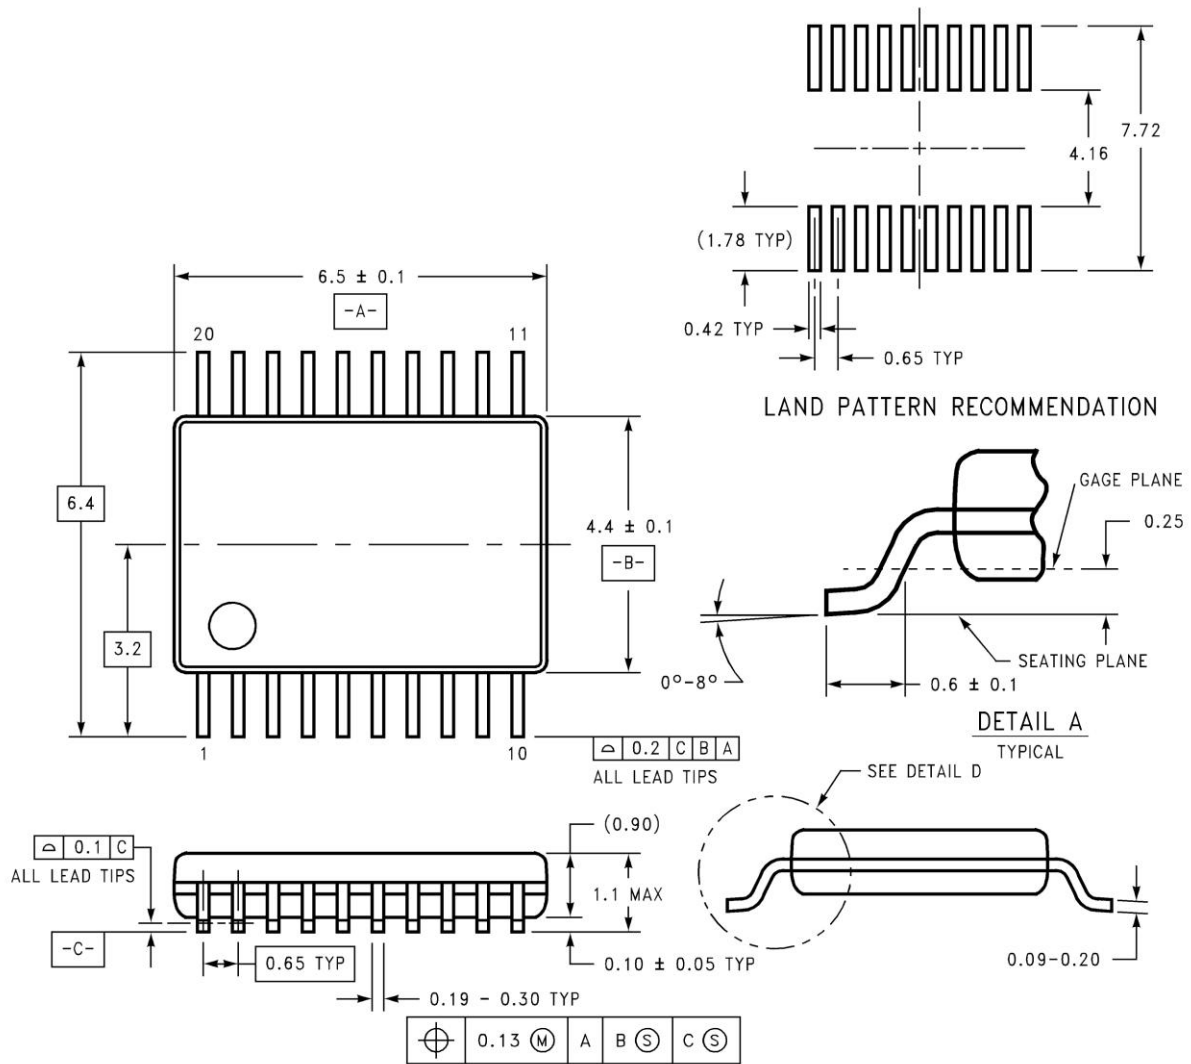 7.72
4.16
(1.78 TYP)
0.42 TYP
0.65 TYP
LAND PATTERN RECOMMENDATION
6.5 ± 0.1
-A-
20
11
6.4
3.2
4.4 ± 0.1
-B-
1
10
⌓ 0.2 C B A
ALL LEAD TIPS
GAGE PLANE
0.25
SEATING PLANE
0°-8°
0.6 ± 0.1
DETAIL A
TYPICAL
SEE DETAIL D
⌓ 0.1 C
ALL LEAD TIPS
-C-
(0.90)
1.1 MAX
0.65 TYP
0.10 ± 0.05 TYP
0.19 - 0.30 TYP
⌖ 0.13 Ⓜ A B Ⓢ C Ⓢ
0.09-0.20